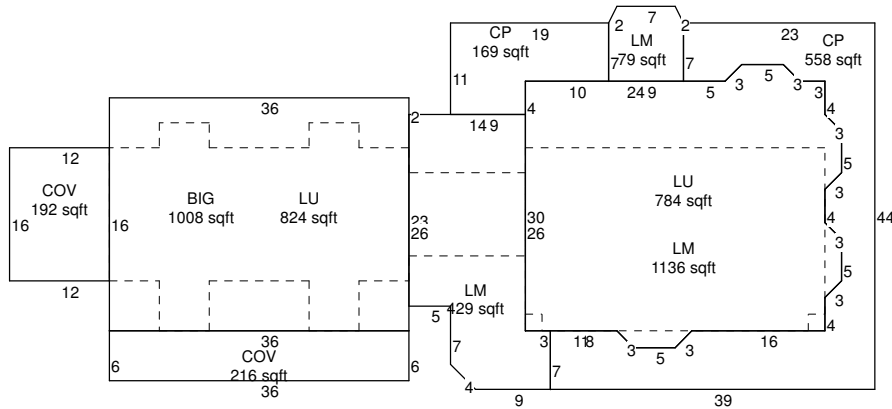 7
2 2
CP 19 LM 23 CP
169 sqft 79 sqft 558 sqft
7 7
11 10 24 9 5 3 5 3 3
36 2 14 9 4 4
3
12 5
COV BIG LU LU 3
192 sqft 1008 sqft 824 sqft 784 sqft
16 16 23 30 4 44
26 26 3
LM
1136 sqft 5
12 LM 3
429 sqft
5 4
36 3 11 8 3 5 3 16
COV 7
216 sqft
6 6 7
36 4 9 39